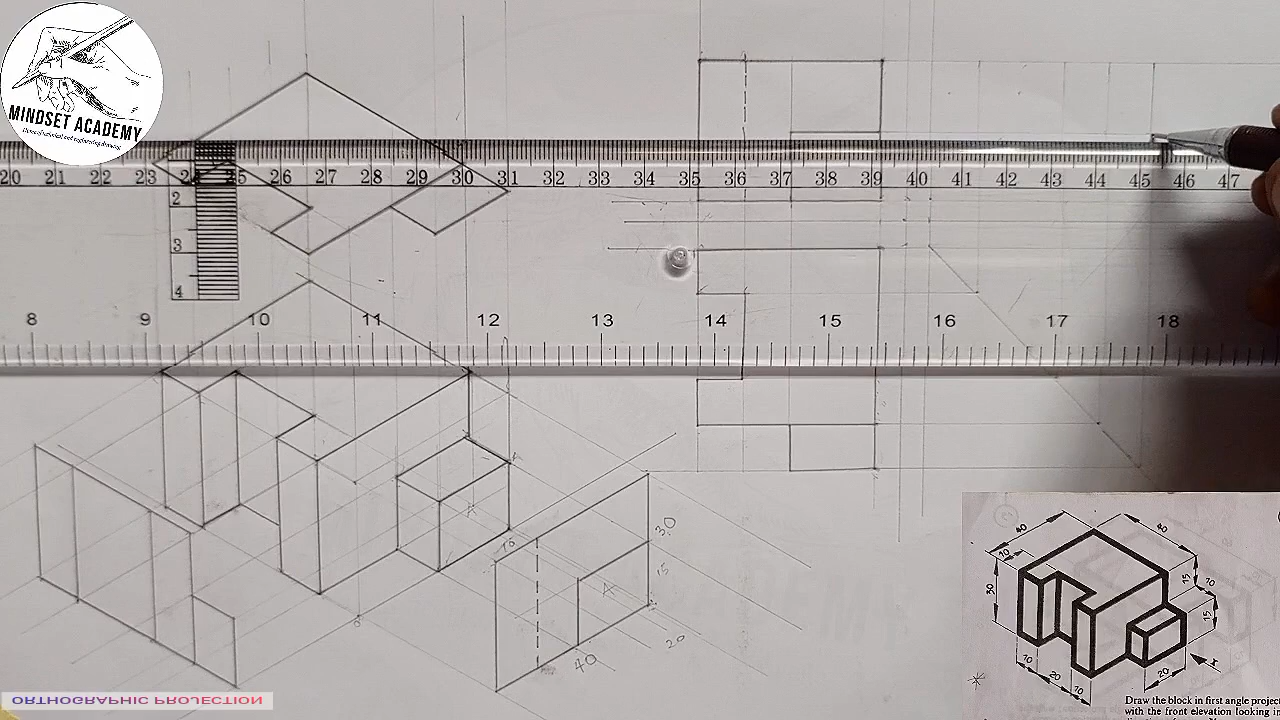 MINDSET ACADEMY
20 21 22 23 24 25 26 27 28 29 30 31 32 33 34 35 36 37 38 39 40 41 42 43 44 45 46 47
2
3
4
8 9 10 11 12 13 14 15 16 17 18
30
15
A
20
40
40
40
10
30
15
10
15
10
20
10
20
X
Draw the block in first angle projec
with the front elevation looking in
ORTHOGRAPHIC PROJECTION